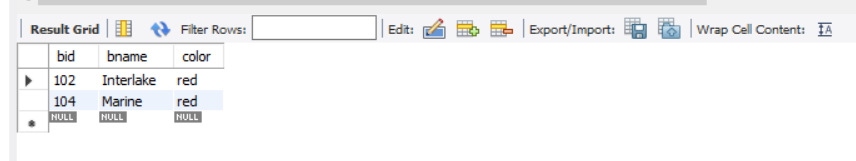 Result Grid Filter Rows: Edit: Export/Import: Wrap Cell Content: IA
bid bname color
102 Interlake red
104 Marine red
NULL NULL NULL